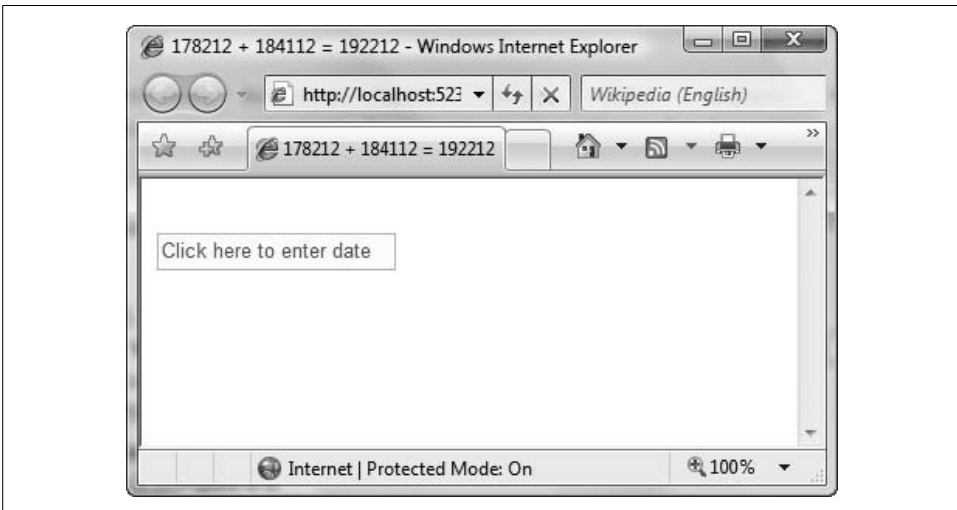 178212 + 184112 = 192212 - Windows Internet Explorer
http://localhost:523
Wikipedia (English)
178212 + 184112 = 192212
Click here to enter date
Internet | Protected Mode: On
100%